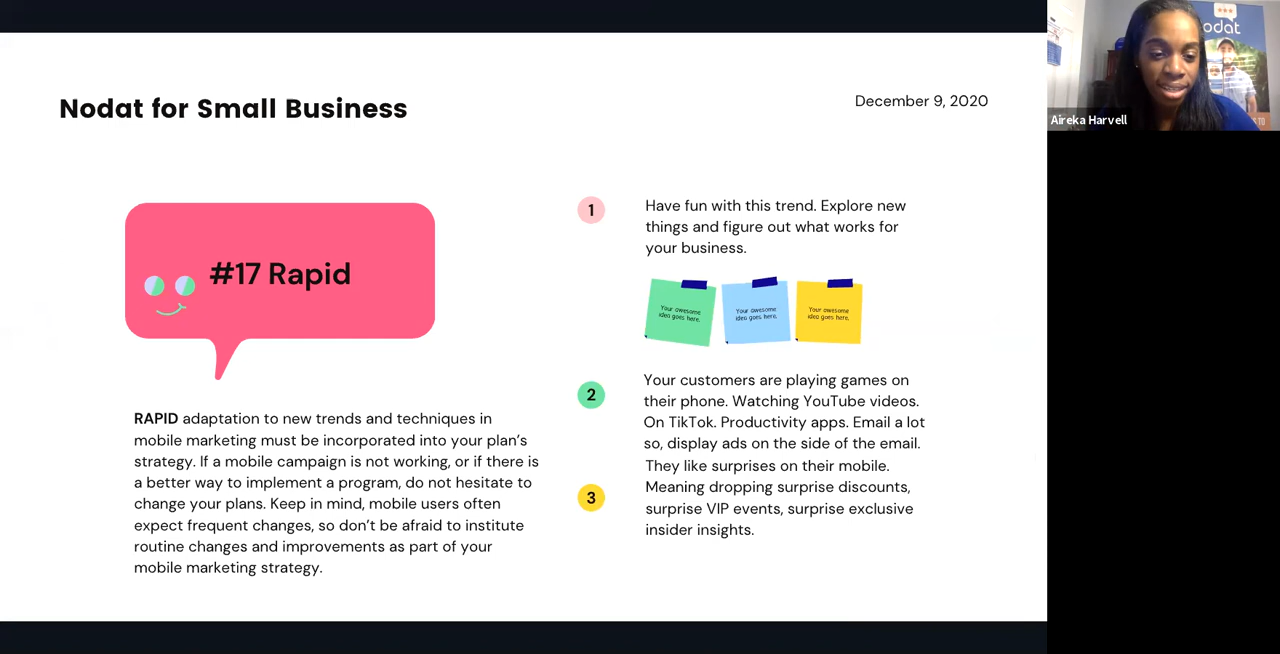 Nodat for Small Business
December 9, 2020
#17 Rapid
RAPID adaptation to new trends and techniques in
mobile marketing must be incorporated into your plan’s
strategy. If a mobile campaign is not working, or if there is
a better way to implement a program, do not hesitate to
change your plans. Keep in mind, mobile users often
expect frequent changes, so don’t be afraid to institute
routine changes and improvements as part of your
mobile marketing strategy.
1
Have fun with this trend. Explore new
things and figure out what works for
your business.
Your awesome
idea goes here.
Your awesome
idea goes here.
Your awesome
idea goes here.
2
Your customers are playing games on
their phone. Watching YouTube videos.
On TikTok. Productivity apps. Email a lot
so, display ads on the side of the email.
3
They like surprises on their mobile.
Meaning dropping surprise discounts,
surprise VIP events, surprise exclusive
insider insights.
odat
Aireka Harvell
TO